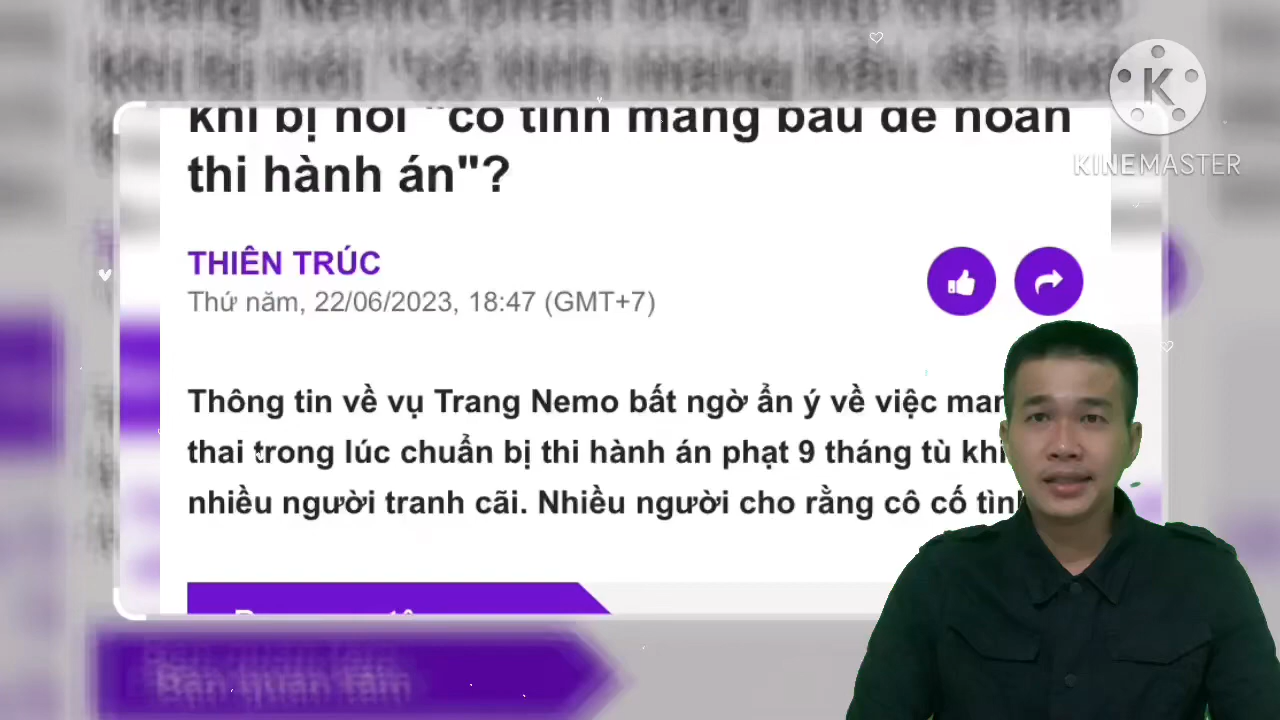 khi bị nói "cố tình mang bầu để hoãn
thi hành án"?
K
KINEMASTER
THIÊN TRÚC
Thứ năm, 22/06/2023, 18:47 (GMT+7)
Thông tin về vụ Trang Nemo bất ngờ ẩn ý về việc
thai trong lúc chuẩn bị thi hành án phạt 9 tháng tù khi
nhiều người tranh cãi. Nhiều người cho rằng cô cố
Bạn quan tâm